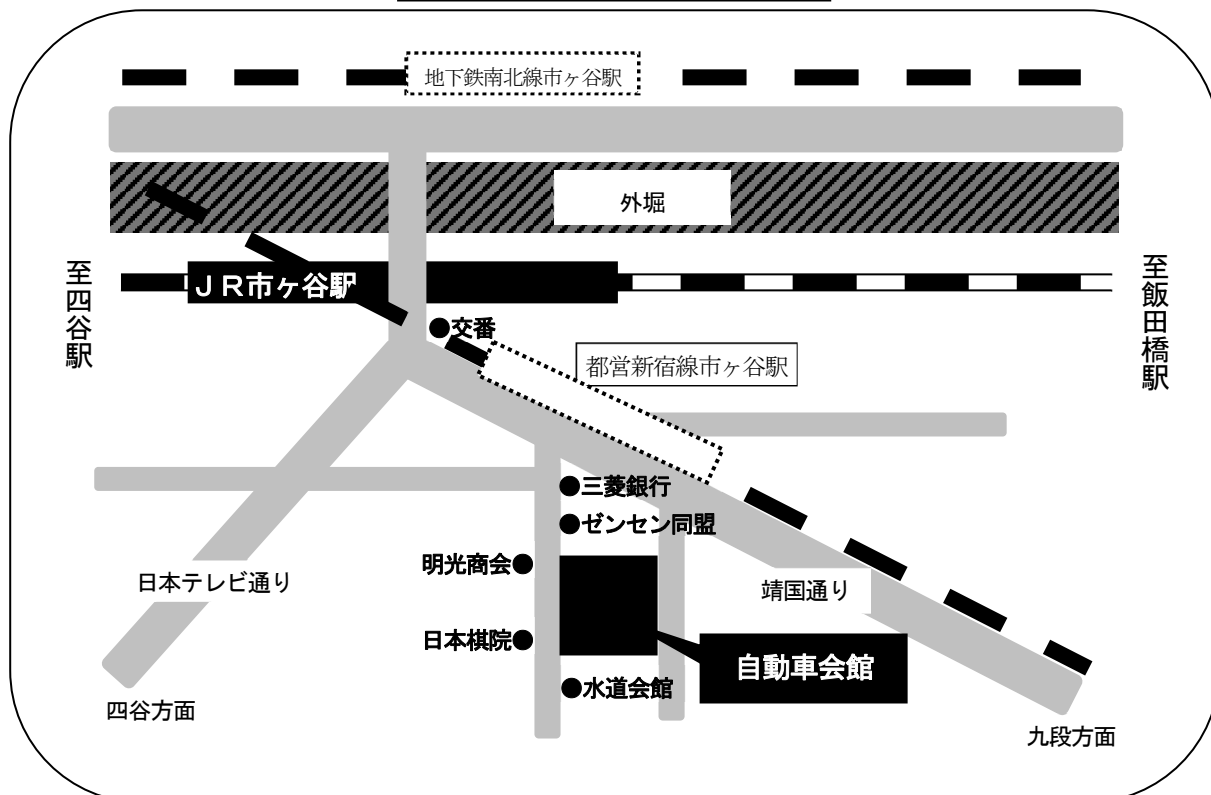 地下鉄南北線市ヶ谷駅
外堀
至四谷駅
ＪＲ市ヶ谷駅
至飯田橋駅
●交番
都営新宿線市ヶ谷駅
●三菱銀行
●ゼンセン同盟
明光商会●
日本テレビ通り
靖国通り
日本棋院●
自動車会館
●水道会館
四谷方面
九段方面